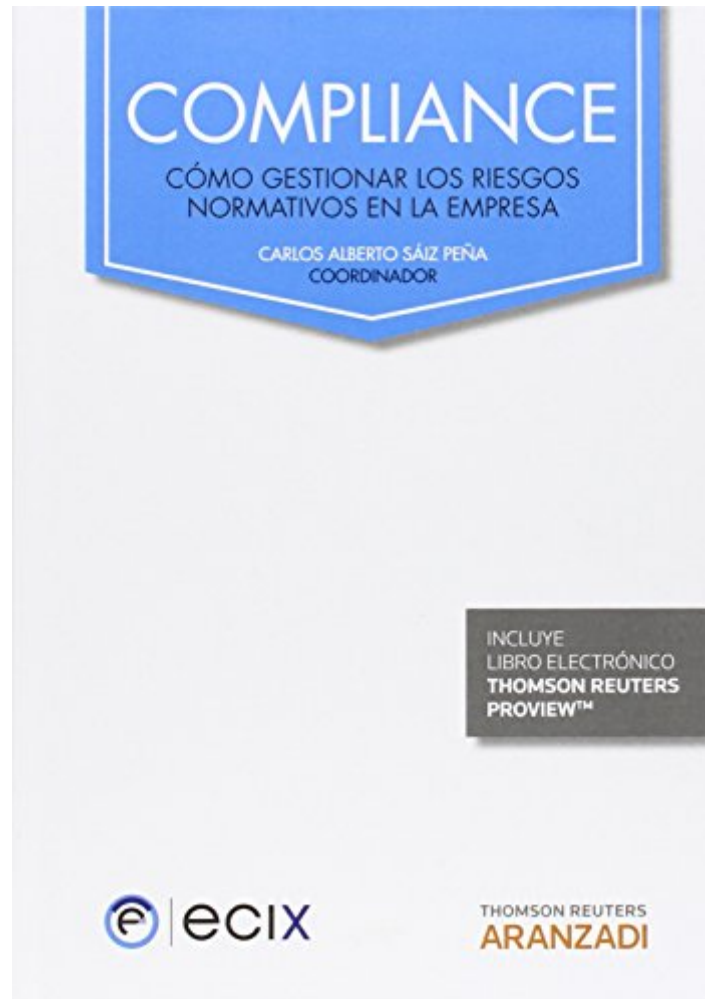 COMPLIANCE
CÓMO GESTIONAR LOS RIESGOS
NORMATIVOS EN LA EMPRESA
CARLOS ALBERTO SÁIZ PEÑA
COORDINADOR
INCLUYE
LIBRO ELECTRÓNICO
THOMSON REUTERS
PROVIEW™
e ecix
THOMSON REUTERS
ARANZADI